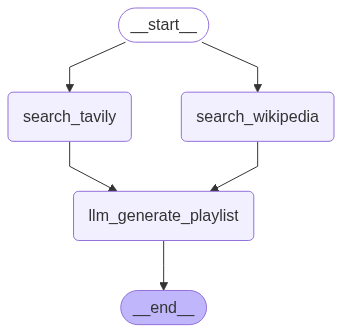 __start__
search_tavily
search_wikipedia
llm_generate_playlist
__end__